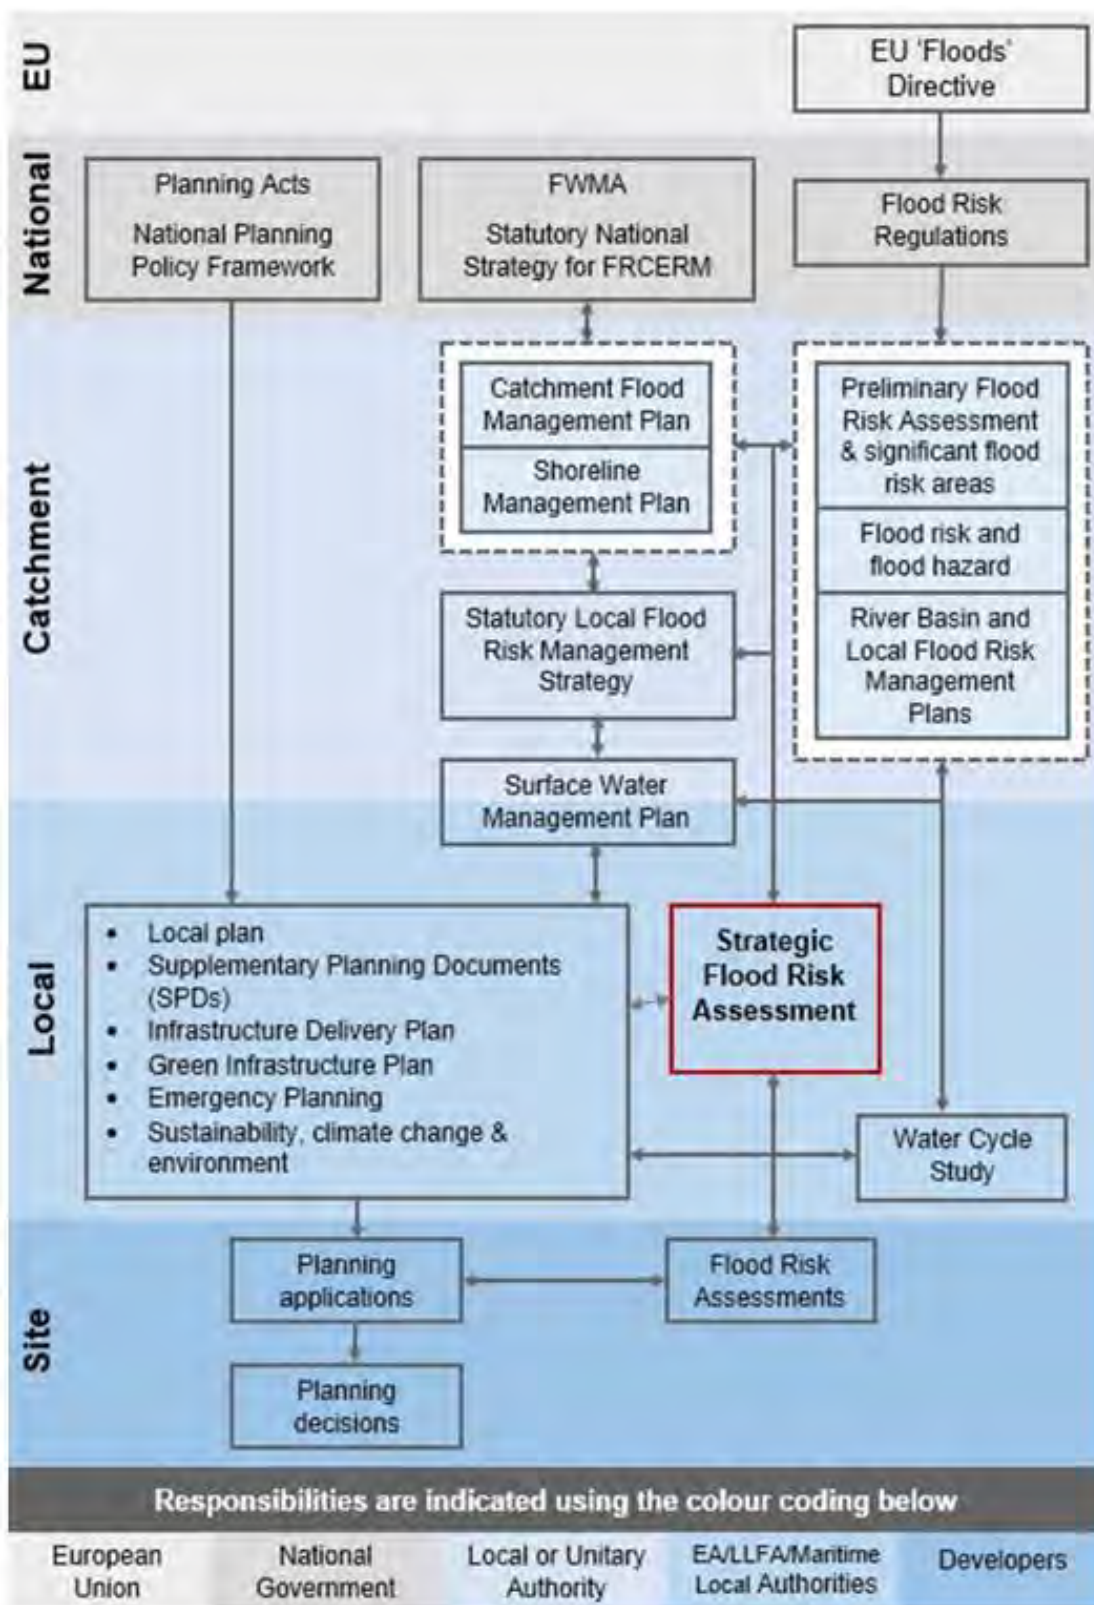 EU
EU 'Floods'
Directive
National
Planning Acts
National Planning
Policy Framework
FWMA
Statutory National
Strategy for FRCERM
Flood Risk
Regulations
Catchment
Catchment Flood
Management Plan
Shoreline
Management Plan
Preliminary Flood
Risk Assessment
& significant flood
risk areas
Flood risk and
flood hazard
River Basin and
Local Flood Risk
Management
Plans
Statutory Local Flood
Risk Management
Strategy
Surface Water
Management Plan
Local
• Local plan
• Supplementary Planning Documents
(SPDs)
• Infrastructure Delivery Plan
• Green Infrastructure Plan
• Emergency Planning
• Sustainability, climate change &
environment
Strategic
Flood Risk
Assessment
Water Cycle
Study
Site
Planning
applications
Flood Risk
Assessments
Planning
decisions
Responsibilities are indicated using the colour coding below
European
Union
National
Government
Local or Unitary
Authority
EA/LLFA/Maritime
Local Authorities
Developers